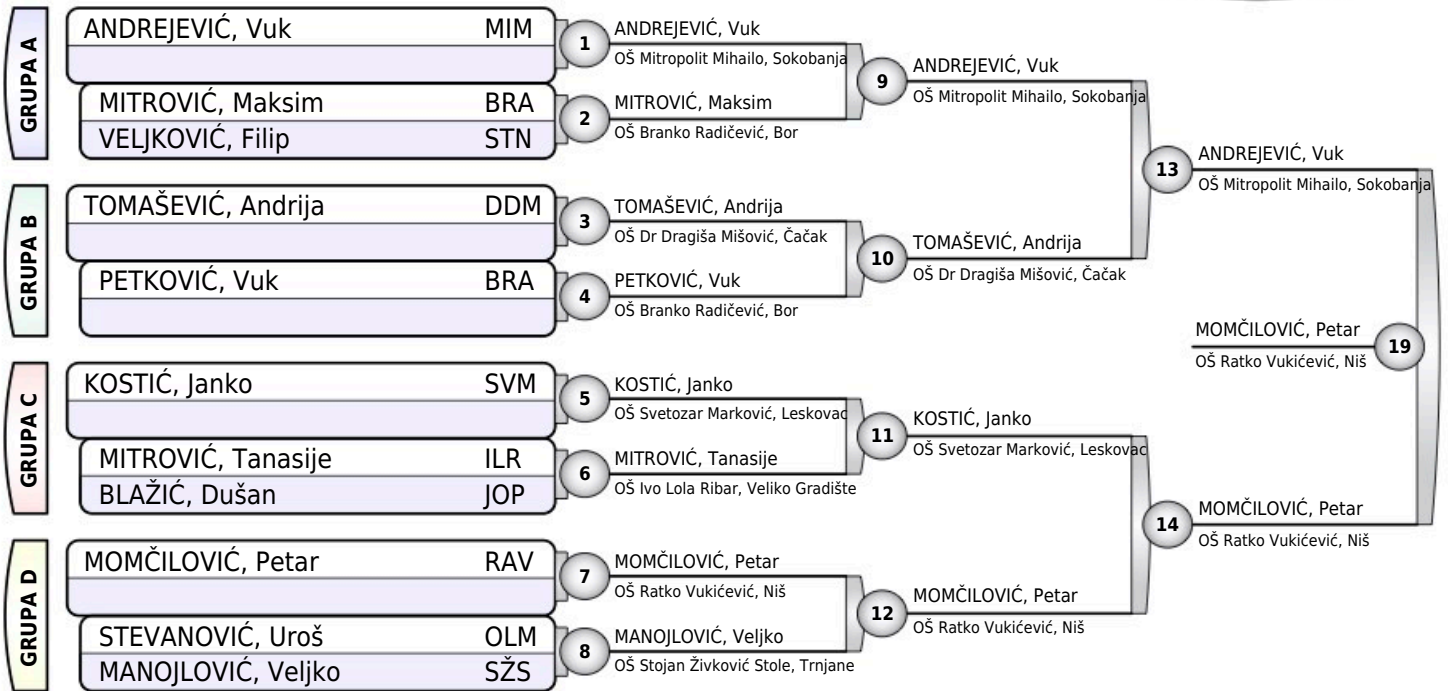 GRUPA A
ANDREJEVIĆ, Vuk MIM
MITROVIĆ, Maksim BRA
VELJKOVIĆ, Filip STN
GRUPA B
TOMAŠEVIĆ, Andrija DDM
PETKOVIĆ, Vuk BRA
GRUPA C
KOSTIĆ, Janko SVM
MITROVIĆ, Tanasije ILR
BLAŽIĆ, Dušan JOP
GRUPA D
MOMČILOVIĆ, Petar RAV
STEVANOVIĆ, Uroš OLM
MANOJLOVIĆ, Veljko SŽS
1
ANDREJEVIĆ, Vuk
OŠ Mitropolit Mihailo, Sokobanja
2
MITROVIĆ, Maksim
OŠ Branko Radičević, Bor
3
TOMAŠEVIĆ, Andrija
OŠ Dr Dragiša Mišović, Čačak
4
PETKOVIĆ, Vuk
OŠ Branko Radičević, Bor
5
KOSTIĆ, Janko
OŠ Svetozar Marković, Leskovac
6
MITROVIĆ, Tanasije
OŠ Ivo Lola Ribar, Veliko Gradište
7
MOMČILOVIĆ, Petar
OŠ Ratko Vukićević, Niš
8
MANOJLOVIĆ, Veljko
OŠ Stojan Živković Stole, Trnjane
9
ANDREJEVIĆ, Vuk
OŠ Mitropolit Mihailo, Sokobanja
10
TOMAŠEVIĆ, Andrija
OŠ Dr Dragiša Mišović, Čačak
11
KOSTIĆ, Janko
OŠ Svetozar Marković, Leskovac
12
MOMČILOVIĆ, Petar
OŠ Ratko Vukićević, Niš
13
ANDREJEVIĆ, Vuk
OŠ Mitropolit Mihailo, Sokobanja
14
MOMČILOVIĆ, Petar
OŠ Ratko Vukićević, Niš
MOMČILOVIĆ, Petar
OŠ Ratko Vukićević, Niš
19